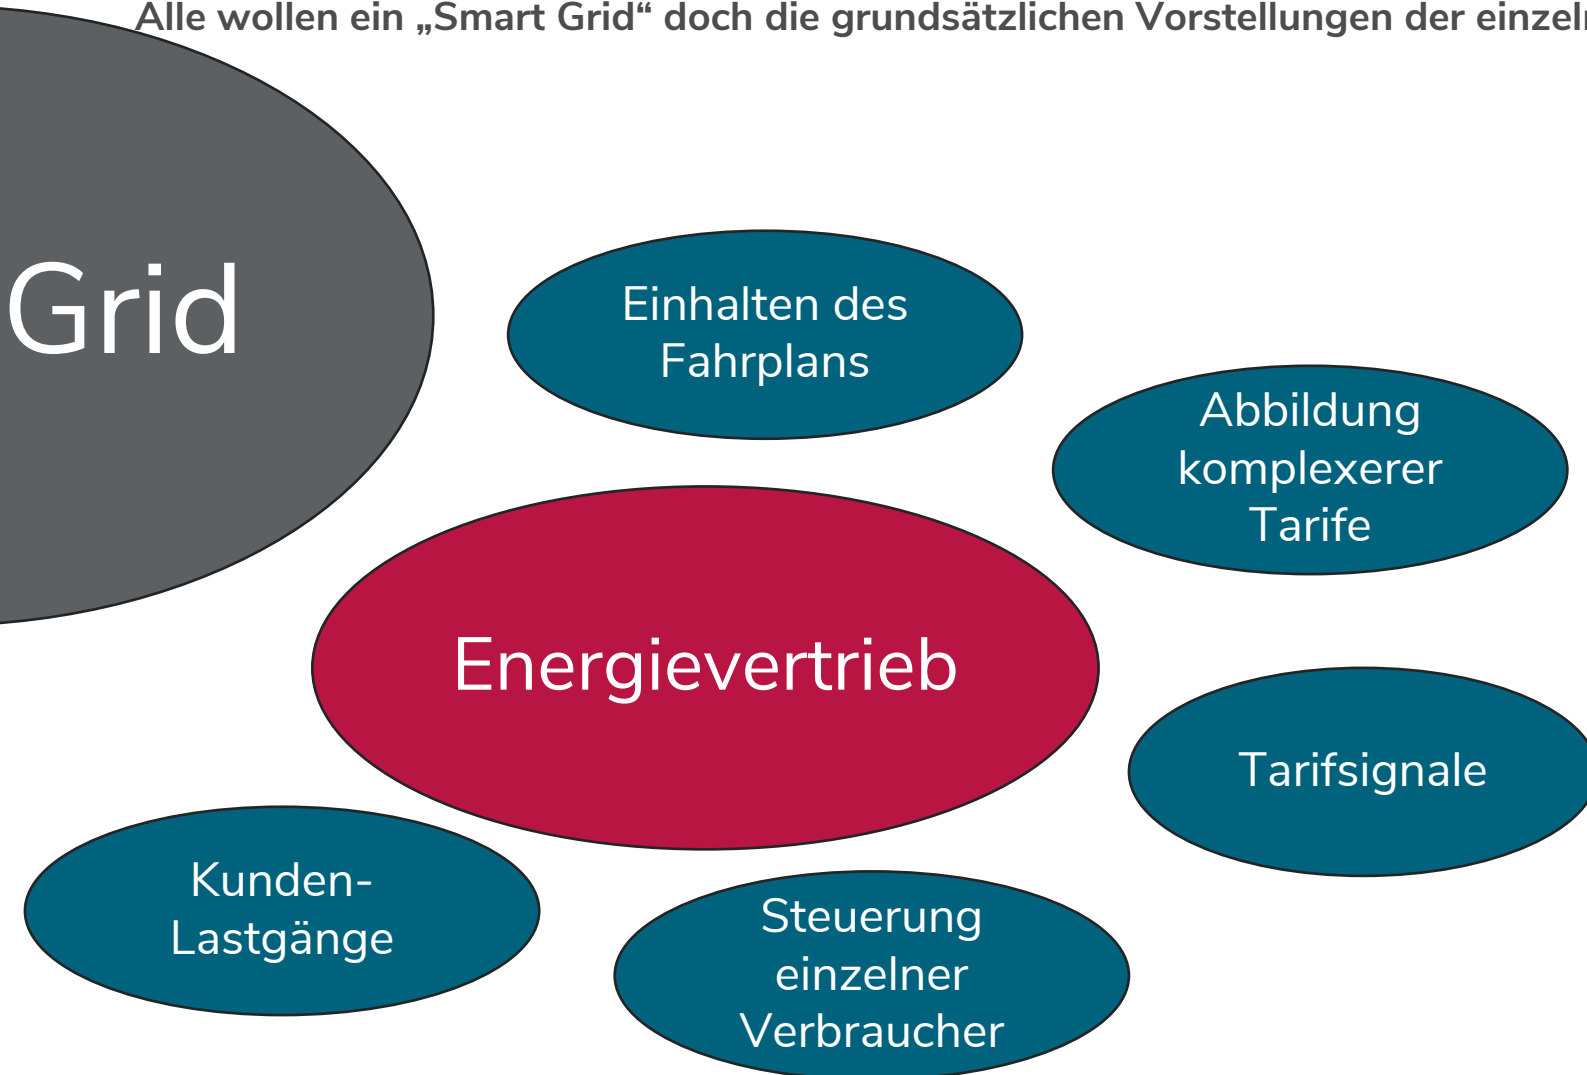 Alle wollen ein „Smart Grid“ doch die grundsätzlichen Vorstellungen der
Grid
Einhalten des
Fahrplans
Abbildung
komplexerer
Tarife
Energievertrieb
Tarifsignale
Kunden-
Lastgänge
Steuerung
einzelner
Verbraucher